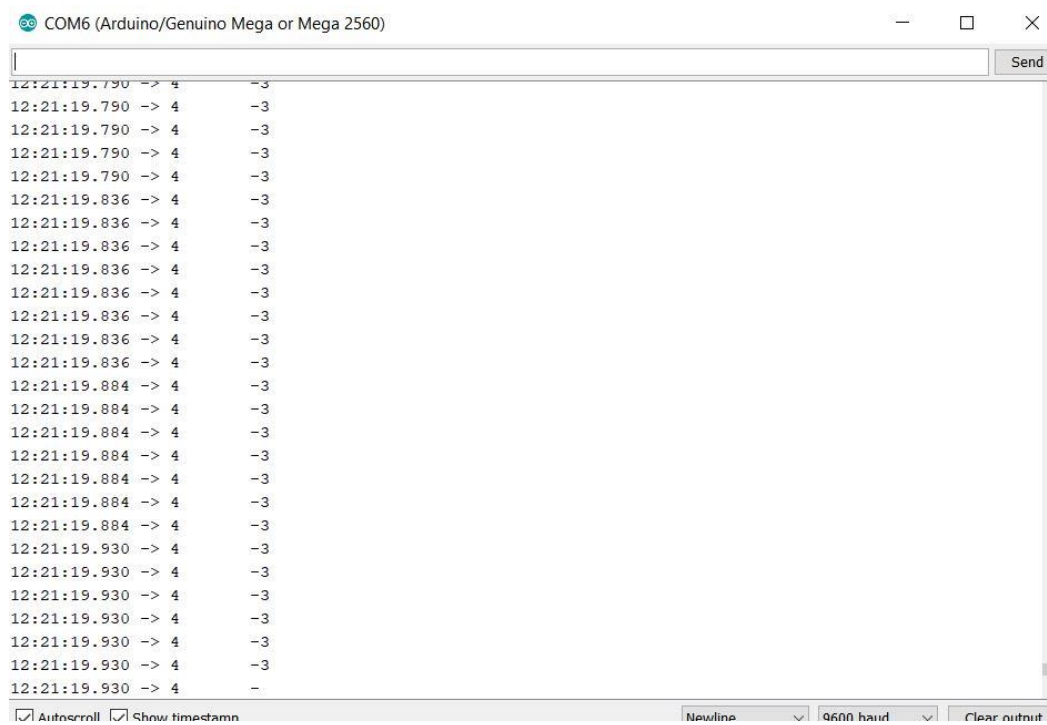 COM6 (Arduino/Genuino Mega or Mega 2560)
Send
12:21:19.790 -> 4 -3
12:21:19.790 -> 4 -3
12:21:19.790 -> 4 -3
12:21:19.790 -> 4 -3
12:21:19.790 -> 4 -3
12:21:19.836 -> 4 -3
12:21:19.836 -> 4 -3
12:21:19.836 -> 4 -3
12:21:19.836 -> 4 -3
12:21:19.836 -> 4 -3
12:21:19.836 -> 4 -3
12:21:19.836 -> 4 -3
12:21:19.836 -> 4 -3
12:21:19.884 -> 4 -3
12:21:19.884 -> 4 -3
12:21:19.884 -> 4 -3
12:21:19.884 -> 4 -3
12:21:19.884 -> 4 -3
12:21:19.884 -> 4 -3
12:21:19.884 -> 4 -3
12:21:19.930 -> 4 -3
12:21:19.930 -> 4 -3
12:21:19.930 -> 4 -3
12:21:19.930 -> 4 -3
12:21:19.930 -> 4 -3
12:21:19.930 -> 4 -3
12:21:19.930 -> 4 -
Autoscroll Show timestamp Newline 9600 baud Clear output